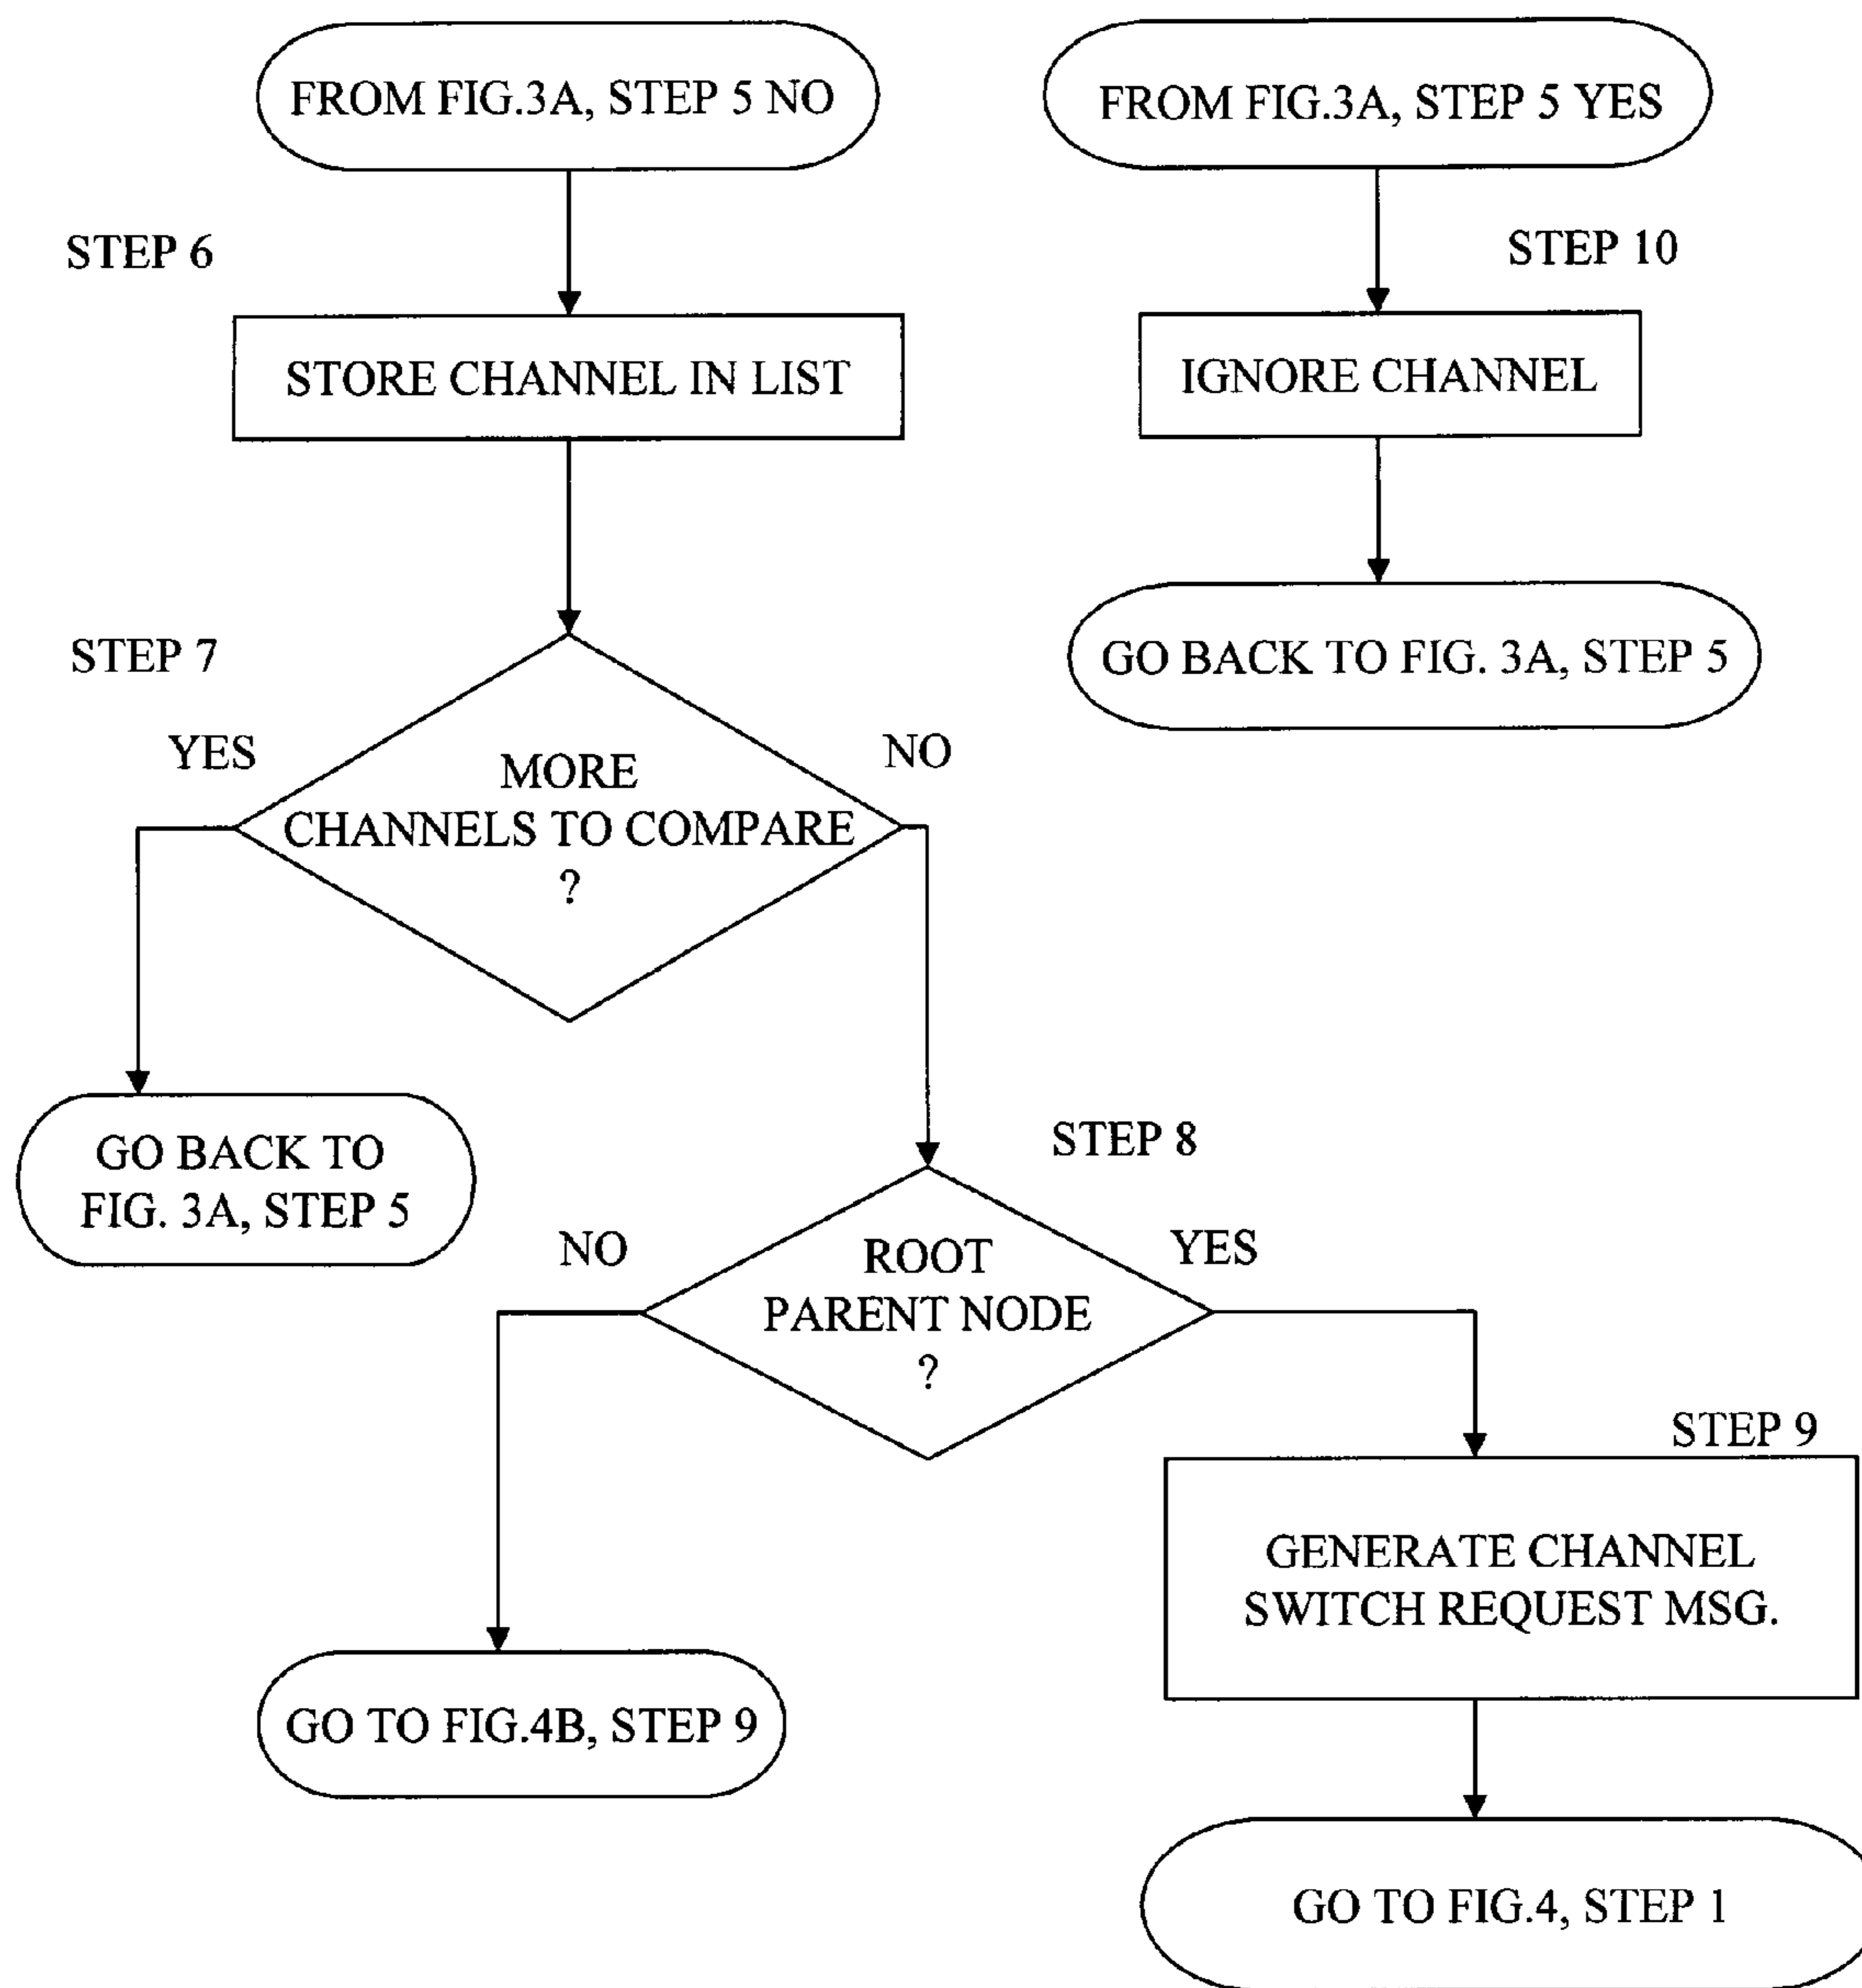 FROM FIG.3A, STEP 5 NO
FROM FIG.3A, STEP 5 YES
STEP 6
STEP 10
STORE CHANNEL IN LIST
IGNORE CHANNEL
STEP 7
GO BACK TO FIG. 3A, STEP 5
YES
NO
MORE
CHANNELS TO COMPARE
?
GO BACK TO
FIG. 3A, STEP 5
STEP 8
NO
YES
ROOT
PARENT NODE
?
STEP 9
GENERATE CHANNEL
SWITCH REQUEST MSG.
GO TO FIG.4B, STEP 9
GO TO FIG.4, STEP 1